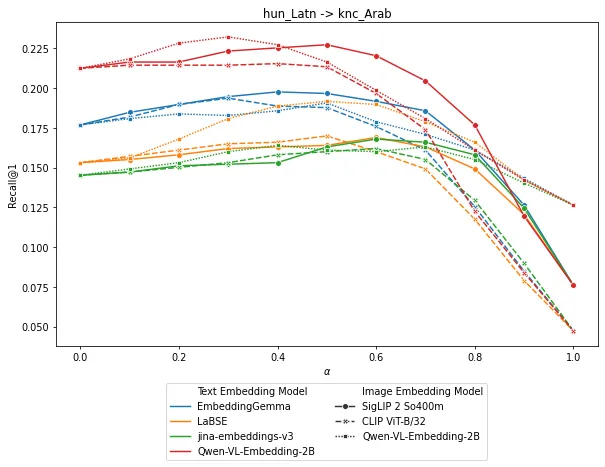 hun_Latn -> knc_Arab
Recall@1
0.225
0.200
0.175
0.150
0.125
0.100
0.075
0.050
0.0
0.2
0.4
0.6
0.8
1.0
α
Text Embedding Model
EmbeddingGemma
LaBSE
jina-embeddings-v3
Qwen-VL-Embedding-2B
Image Embedding Model
SigLIP 2 So400m
CLIP ViT-B/32
Qwen-VL-Embedding-2B